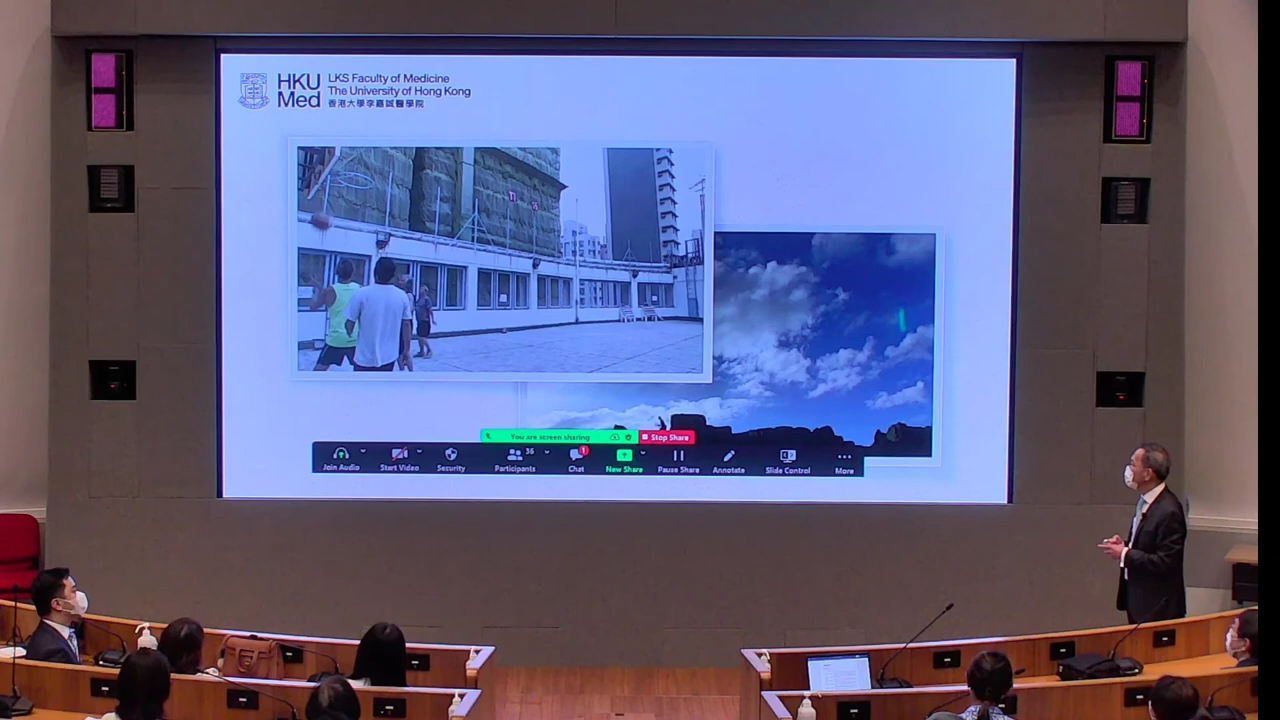 HKU
Med
LKS Faculty of Medicine
The University of Hong Kong
香港大學李嘉誠醫學院
You are screen sharing
Stop Share
Join Audio
Start Video
Security
Participants
36
Chat
1
New Share
Pause Share
Annotate
Slide Control
More